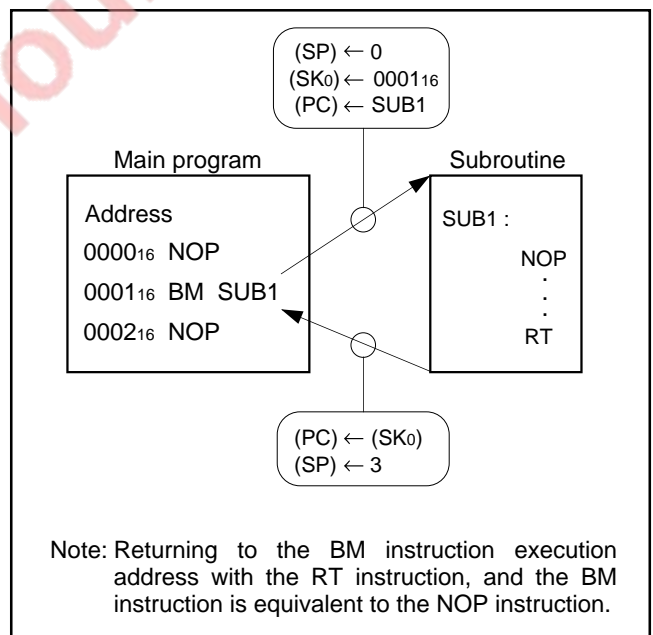 (SP) ← 0
(SK₀) ← 0001₁₆
(PC) ← SUB1
Main program
Address
0000₁₆ NOP
0001₁₆ BM SUB1
0002₁₆ NOP
Subroutine
SUB1 :
NOP
·
·
·
RT
(PC) ← (SK₀)
(SP) ← 3
Note: Returning to the BM instruction execution
address with the RT instruction, and the BM
instruction is equivalent to the NOP instruction.